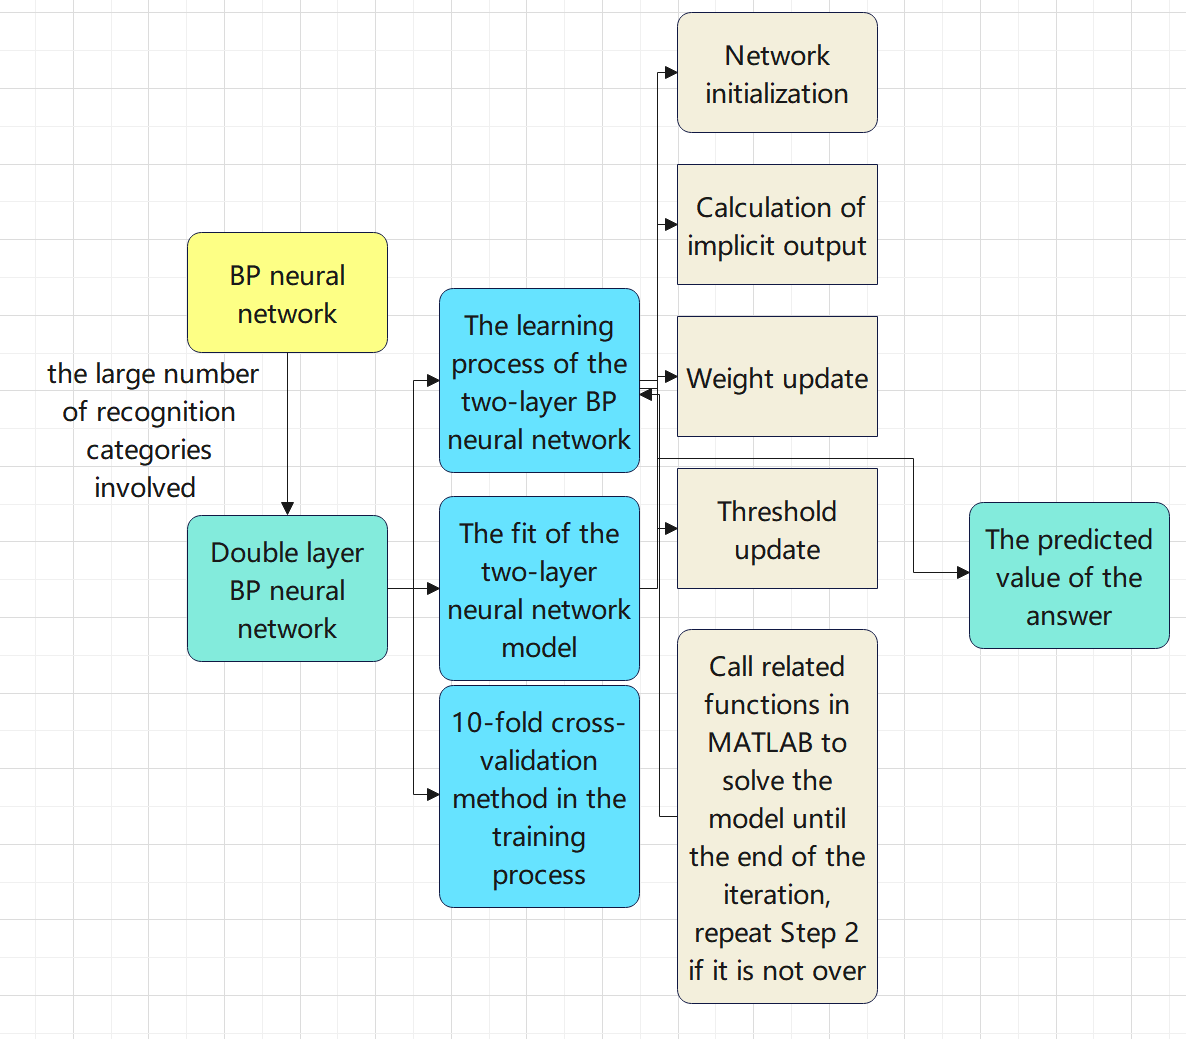 BP neural
network
the large number
of recognition
categories
involved
Double layer
BP neural
network
The learning
process of the
two-layer BP
neural network
The fit of the
two-layer
neural network
model
10-fold cross-
validation
method in the
training
process
Network
initialization
Calculation of
implicit output
Weight update
Threshold
update
Call related
functions in
MATLAB to
solve the
model until
the end of the
iteration,
repeat Step 2
if it is not over
The predicted
value of the
answer